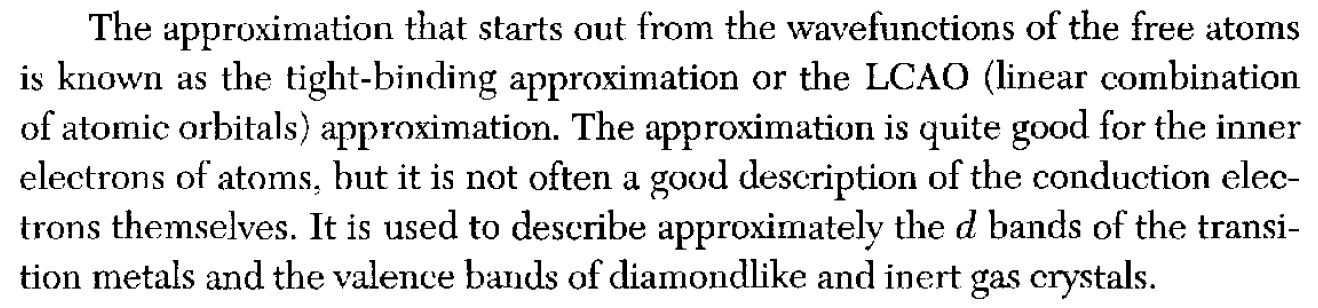 The approximation that starts out from the wavefunctions of the free atoms
is known as the tight-binding approximation or the LCAO (linear combination
of atomic orbitals) approximation. The approximation is quite good for the inner
electrons of atoms, but it is not often a good description of the conduction elec-
trons themselves. It is used to describe approximately the d bands of the transi-
tion metals and the valence bands of diamondlike and inert gas crystals.